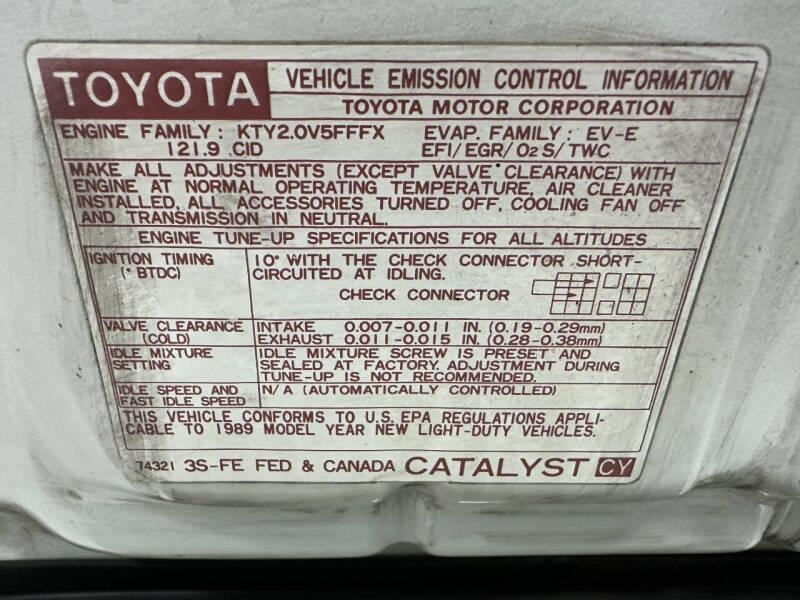 TOYOTA
VEHICLE EMISSION CONTROL INFORMATION
TOYOTA MOTOR CORPORATION
ENGINE FAMILY: KTY2.0V5FFFX EVAP. FAMILY: EV-E
121.9 CID EFI/EGR/O2S/TWC
MAKE ALL ADJUSTMENTS (EXCEPT VALVE CLEARANCE) WITH
ENGINE AT NORMAL OPERATING TEMPERATURE, AIR CLEANER
INSTALLED, ALL ACCESSORIES TURNED OFF, COOLING FAN OFF
AND TRANSMISSION IN NEUTRAL.
ENGINE TUNE-UP SPECIFICATIONS FOR ALL ALTITUDES
IGNITION TIMING
(° BTDC)
10° WITH THE CHECK CONNECTOR SHORT-
CIRCUITED AT IDLING.
CHECK CONNECTOR
VALVE CLEARANCE
(COLD)
INTAKE 0.007-0.011 IN. (0.19-0.29mm)
EXHAUST 0.011-0.015 IN. (0.28-0.38mm)
IDLE MIXTURE
SETTING
IDLE MIXTURE SCREW IS PRESET AND
SEALED AT FACTORY. ADJUSTMENT DURING
TUNE-UP IS NOT RECOMMENDED.
IDLE SPEED AND
FAST IDLE SPEED
N/A (AUTOMATICALLY CONTROLLED)
THIS VEHICLE CONFORMS TO U.S. EPA REGULATIONS APPLI-
CABLE TO 1989 MODEL YEAR NEW LIGHT-DUTY VEHICLES.
74321 3S-FE FED & CANADA CATALYST CY